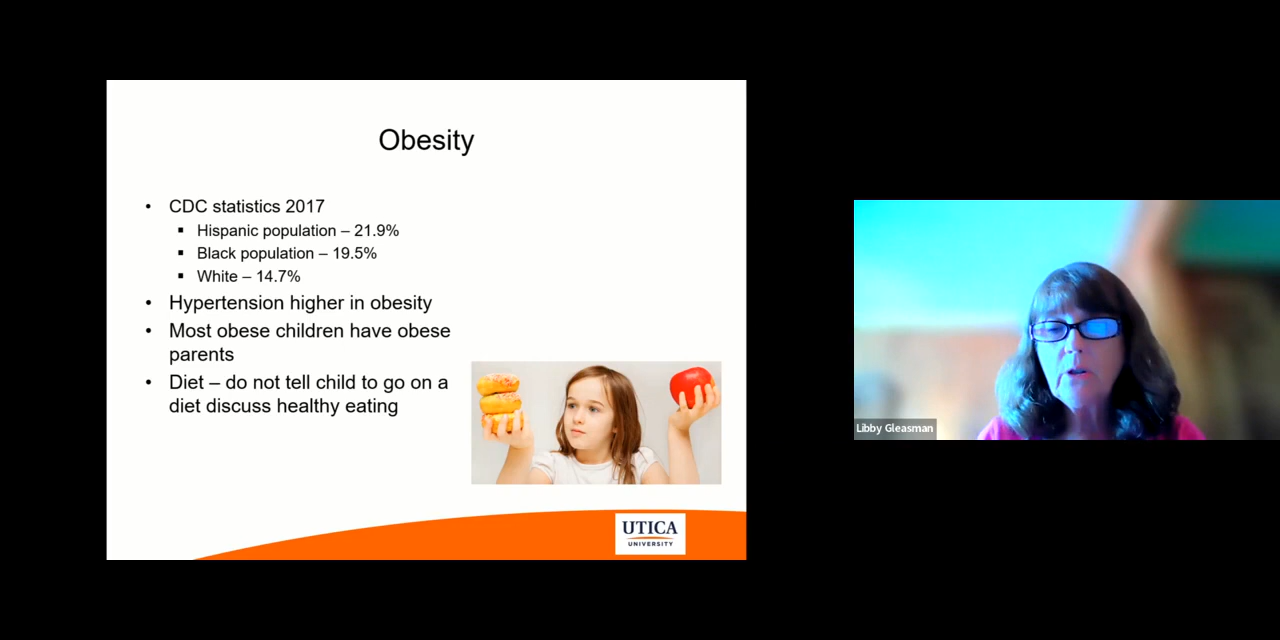 Obesity
• CDC statistics 2017
▪ Hispanic population – 21.9%
▪ Black population – 19.5%
▪ White – 14.7%
• Hypertension higher in obesity
• Most obese children have obese
parents
• Diet – do not tell child to go on a
diet discuss healthy eating
UTICA
UNIVERSITY
Libby Gleasman